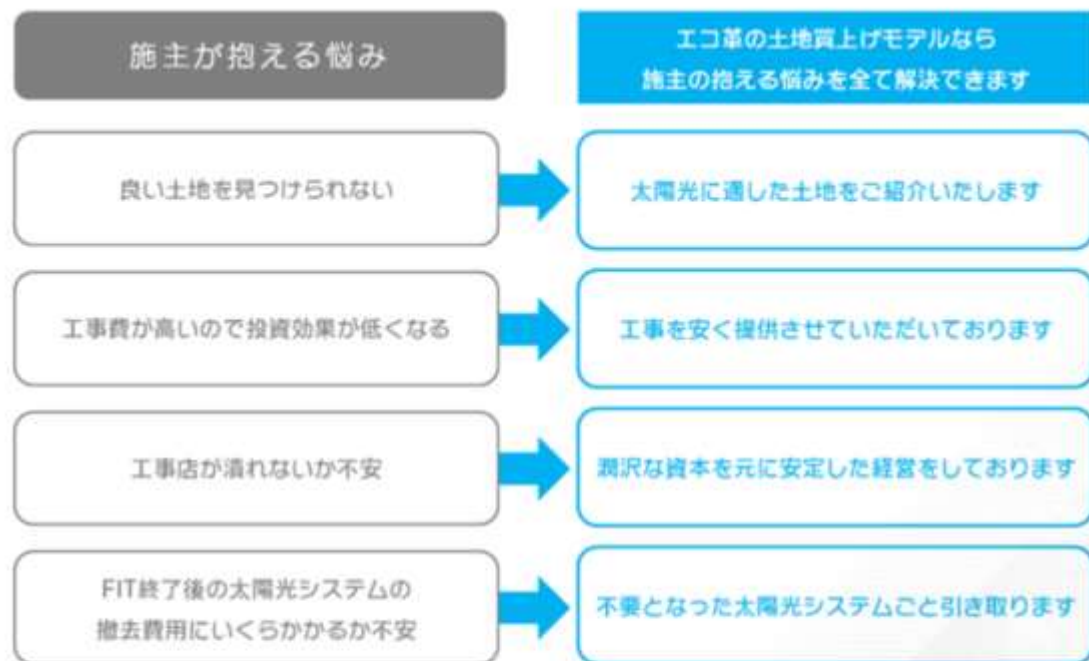 施主が抱える悩み
エコ革の土地買上げモデルなら
施主の抱える悩みを全て解決できます
良い土地を見つけられない
太陽光に適した土地をご紹介いたします
工事費が高いので投資効果が低くなる
工事を安く提供させていただいております
工事店が潰れないか不安
潤沢な資本を元に安定した経営をしております
FIT終了後の太陽光システムの
撤去費用にいくらかかるか不安
不要となった太陽光システムごと引き取ります